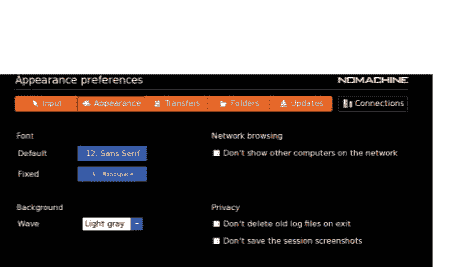 Appearance preferences NOMACHINE
Input Appearance Transfers Folders Updates Connections
Font Network browsing
Default 12, Sans Serif Don't show other computers on the network
Fixed Monospace
Background Privacy
Wave Light gray Don't delete old log files on exit
Don't save the session screenshots